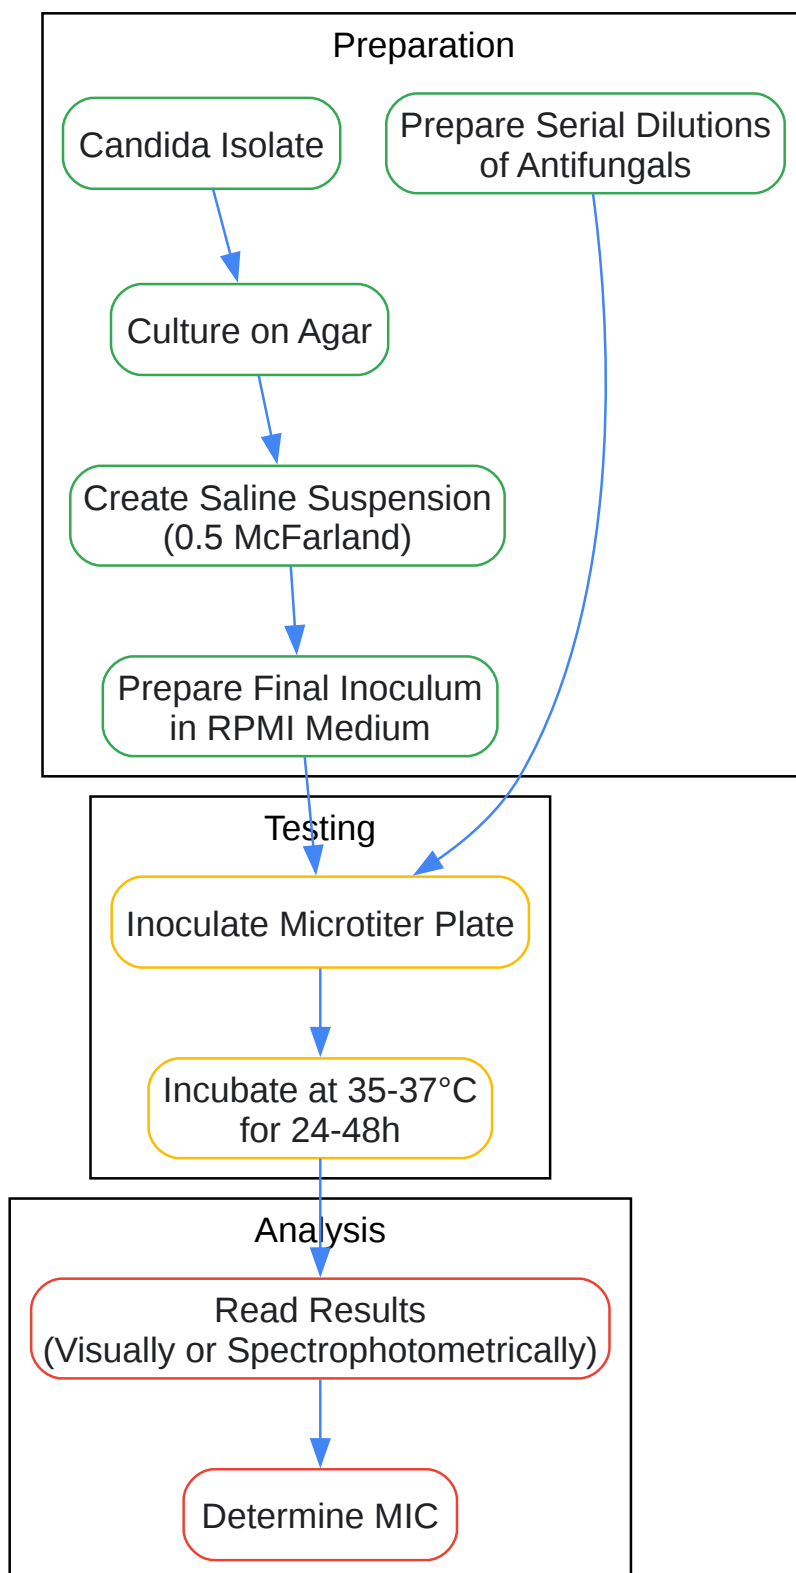 Preparation
Candida Isolate
Prepare Serial Dilutions
of Antifungals
Culture on Agar
Create Saline Suspension
(0.5 McFarland)
Prepare Final Inoculum
in RPMI Medium
Testing
Inoculate Microtiter Plate
Incubate at 35-37°C
for 24-48h
Analysis
Read Results
(Visually or Spectrophotometrically)
Determine MIC